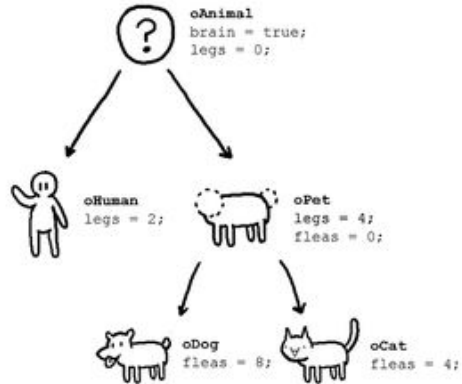 ?
oAnimal
brain = true;
legs = 0;
oHuman
legs = 2;
oPet
legs = 4;
fleas = 0;
oDog
fleas = 8;
oCat
fleas = 4;